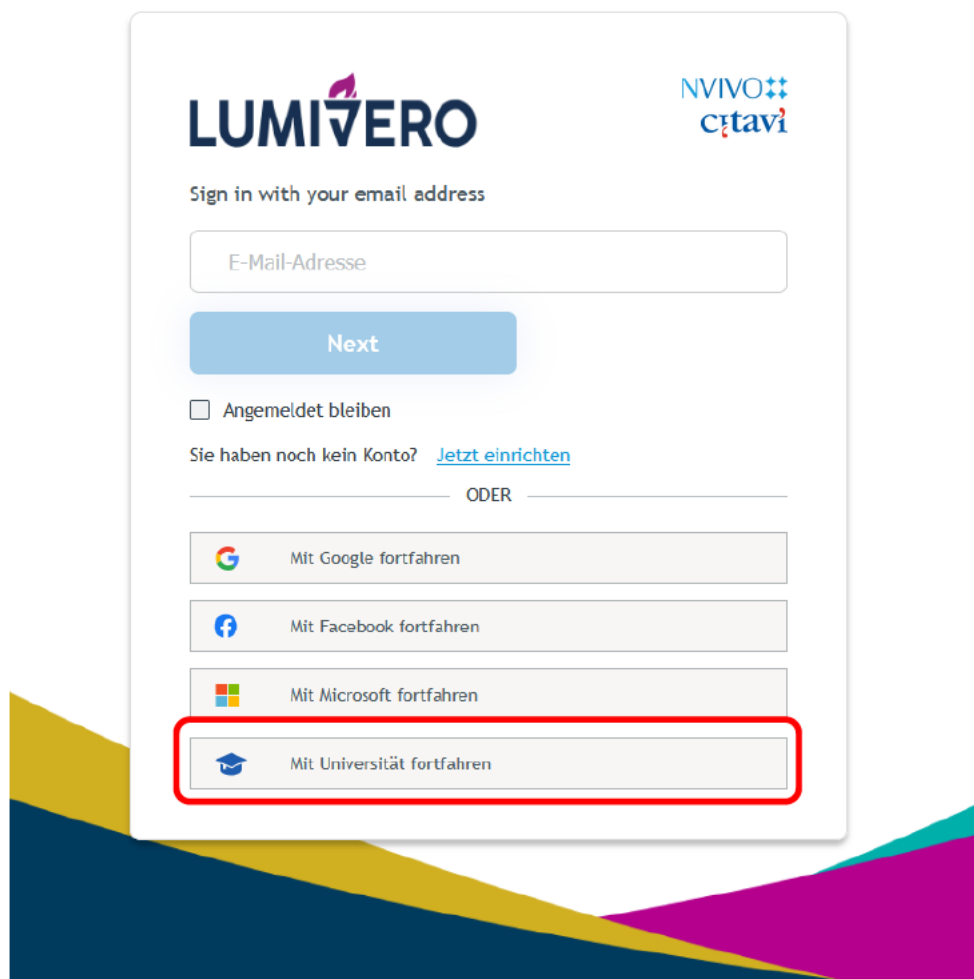 LUMIVERO
NVIVO
citavi
Sign in with your email address
E-Mail-Adresse
Next
Angemeldet bleiben
Sie haben noch kein Konto? Jetzt einrichten
ODER
Mit Google fortfahren
Mit Facebook fortfahren
Mit Microsoft fortfahren
Mit Universität fortfahren